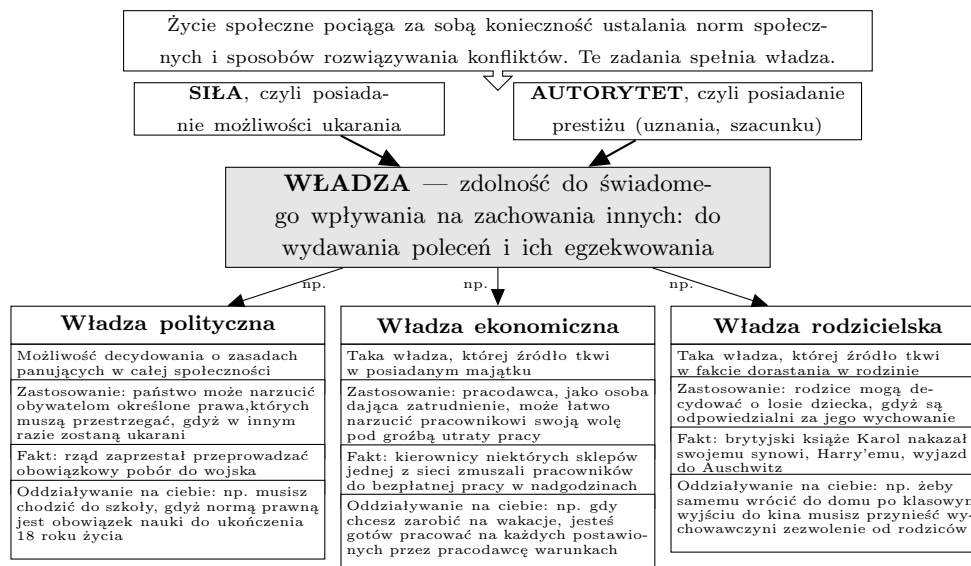 Życie społeczne pociąga za sobą konieczność ustalania norm społecz-
nych i sposobów rozwiązywania konfliktów. Te zadania spełnia władza.
SIŁA, czyli posiada-
nie możliwości ukarania
AUTORYTET, czyli posiadanie
prestiżu (uznania, szacunku)
WŁADZA — zdolność do świadome-
go wpływania na zachowania innych: do
wydawania poleceń i ich egzekwowania
np.
np.
np.
Władza polityczna
Możliwość decydowania o zasadach
panujących w całej społeczności
Zastosowanie: państwo może narzucić
obywatelom określone prawa,których
muszą przestrzegać, gdyż w innym
razie zostaną ukarani
Fakt: rząd zaprzestał przeprowadzać
obowiązkowy pobór do wojska
Oddziaływanie na ciebie: np. musisz
chodzić do szkoły, gdyż normą prawną
jest obowiązek nauki do ukończenia
18 roku życia
Władza ekonomiczna
Taka władza, której źródło tkwi
w posiadanym majątku
Zastosowanie: pracodawca, jako osoba
dająca zatrudnienie, może łatwo
narzucić pracownikowi swoją wolę
pod groźbą utraty pracy
Fakt: kierownicy niektórych sklepów
jednej z sieci zmuszali pracowników
do bezpłatnej pracy w nadgodzinach
Oddziaływanie na ciebie: np. gdy
chcesz zarobić na wakacje, jesteś
gotów pracować na każdych postawio-
nych przez pracodawcę warunkach
Władza rodzicielska
Taka władza, której źródło tkwi
w fakcie dorastania w rodzinie
Zastosowanie: rodzice mogą de-
cydować o losie dziecka, gdyż są
odpowiedzialni za jego wychowanie
Fakt: brytyjski książe Karol nakazał
swojemu synowi, Harry'emu, wyjazd
do Auschwitz
Oddziaływanie na ciebie: np. żeby
samemu wrócić do domu po klasowym
wyjściu do kina musisz przynieść wy-
chowawczyni zezwolenie od rodziców